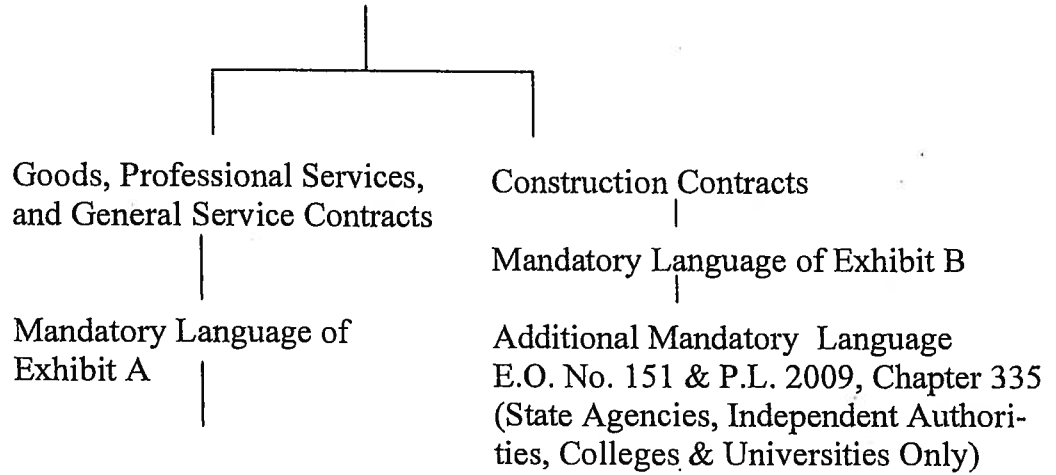 Goods, Professional Services,
and General Service Contracts
Mandatory Language of
Exhibit A
Construction Contracts
Mandatory Language of Exhibit B
Additional Mandatory Language
E.O. No. 151 & P.L. 2009, Chapter 335
(State Agencies, Independent Authori-
ties, Colleges & Universities Only)